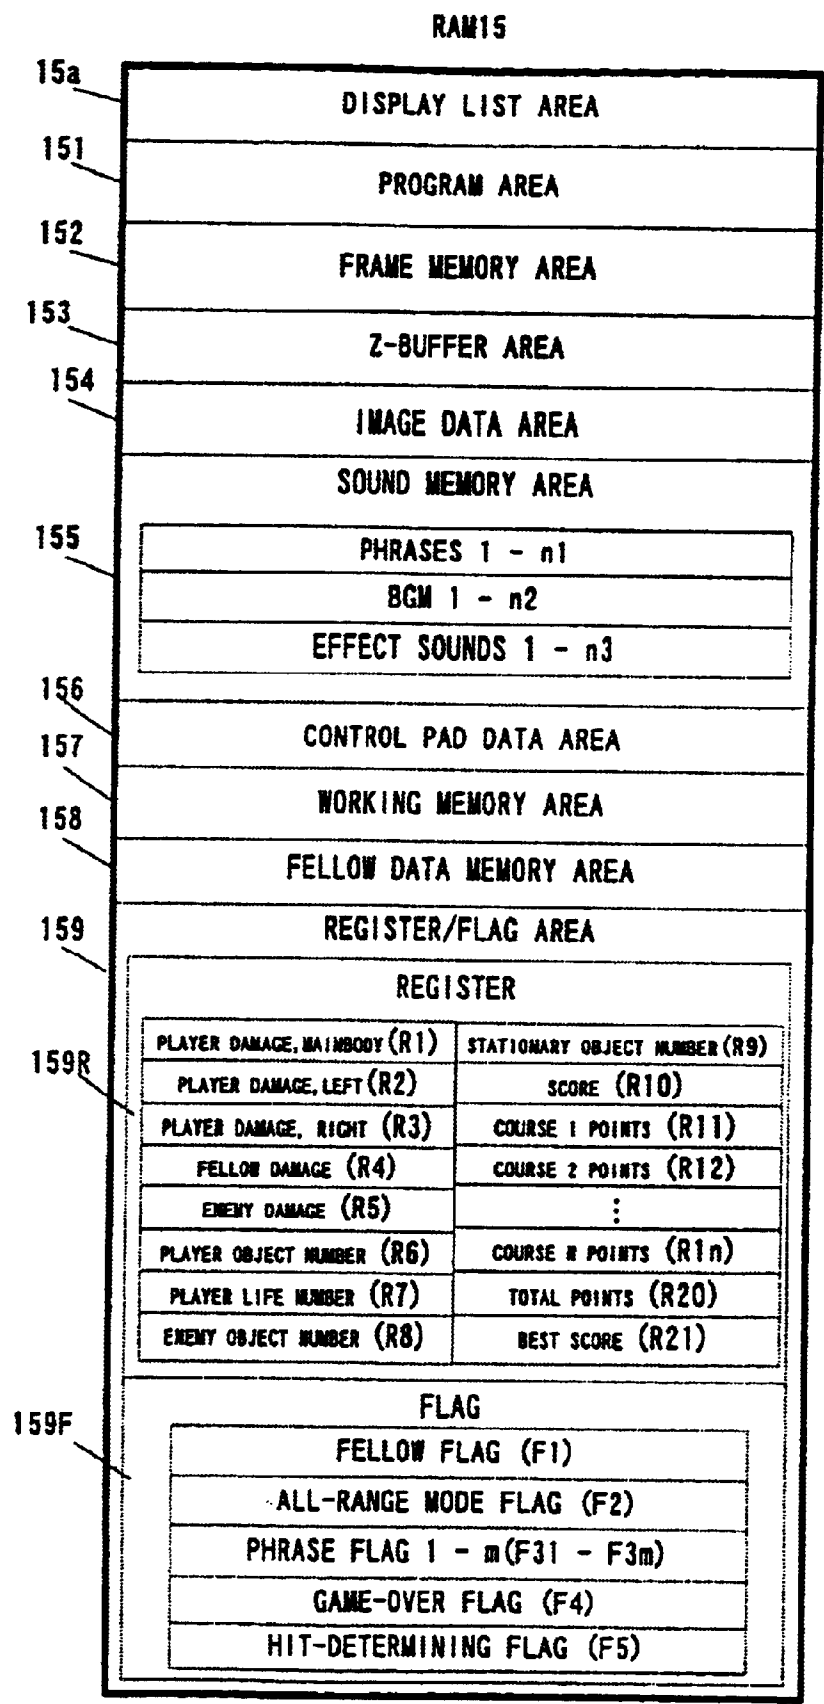 RAM15
15a
DISPLAY LIST AREA
151
PROGRAM AREA
152
FRAME MEMORY AREA
153
Z-BUFFER AREA
154
IMAGE DATA AREA
SOUND MEMORY AREA
155
PHRASES 1 - n1
BGM 1 - n2
EFFECT SOUNDS 1 - n3
156
CONTROL PAD DATA AREA
157
WORKING MEMORY AREA
158
FELLOW DATA MEMORY AREA
159
REGISTER/FLAG AREA
REGISTER
159R
PLAYER DAMAGE, MAINBODY (R1)
STATIONARY OBJECT NUMBER (R9)
PLAYER DAMAGE, LEFT (R2)
SCORE (R10)
PLAYER DAMAGE, RIGHT (R3)
COURSE 1 POINTS (R11)
FELLOW DAMAGE (R4)
COURSE 2 POINTS (R12)
ENEMY DAMAGE (R5)
⋮
PLAYER OBJECT NUMBER (R6)
COURSE N POINTS (R1n)
PLAYER LIFE NUMBER (R7)
TOTAL POINTS (R20)
ENEMY OBJECT NUMBER (R8)
BEST SCORE (R21)
FLAG
159F
FELLOW FLAG (F1)
ALL-RANGE MODE FLAG (F2)
PHRASE FLAG 1 - m(F31 - F3m)
GAME-OVER FLAG (F4)
HIT-DETERMINING FLAG (F5)